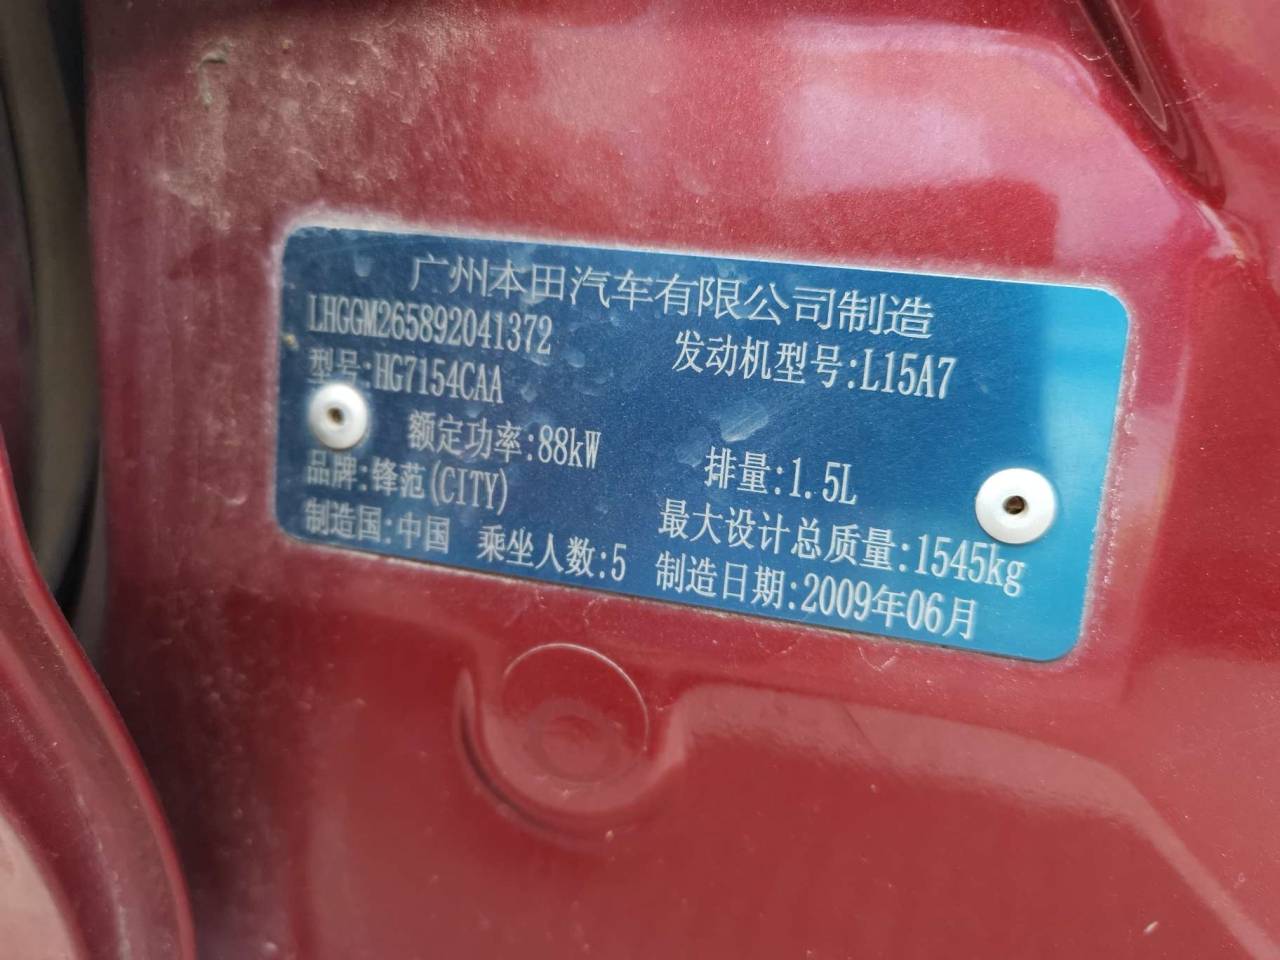 广州本田汽车有限公司制造
LHGGM265892041372
型号:HG7154CAA 发动机型号:L15A7
额定功率:88kW 排量:1.5L
品牌:锋范(CITY) 最大设计总质量:1545kg
制造国:中国 乘坐人数:5 制造日期:2009年06月